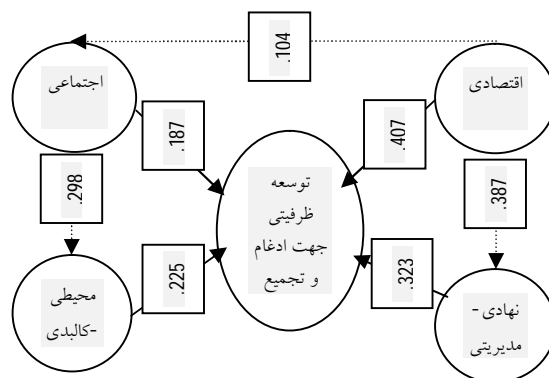 .104
اقتصادی
اجتماعی
.407
.187
توسعه
ظرفیتی
جهت ادغام
و تجمیع
.387
.298
.323
.225
نهادی -
مدیریتی
محیطی
-کالبدی